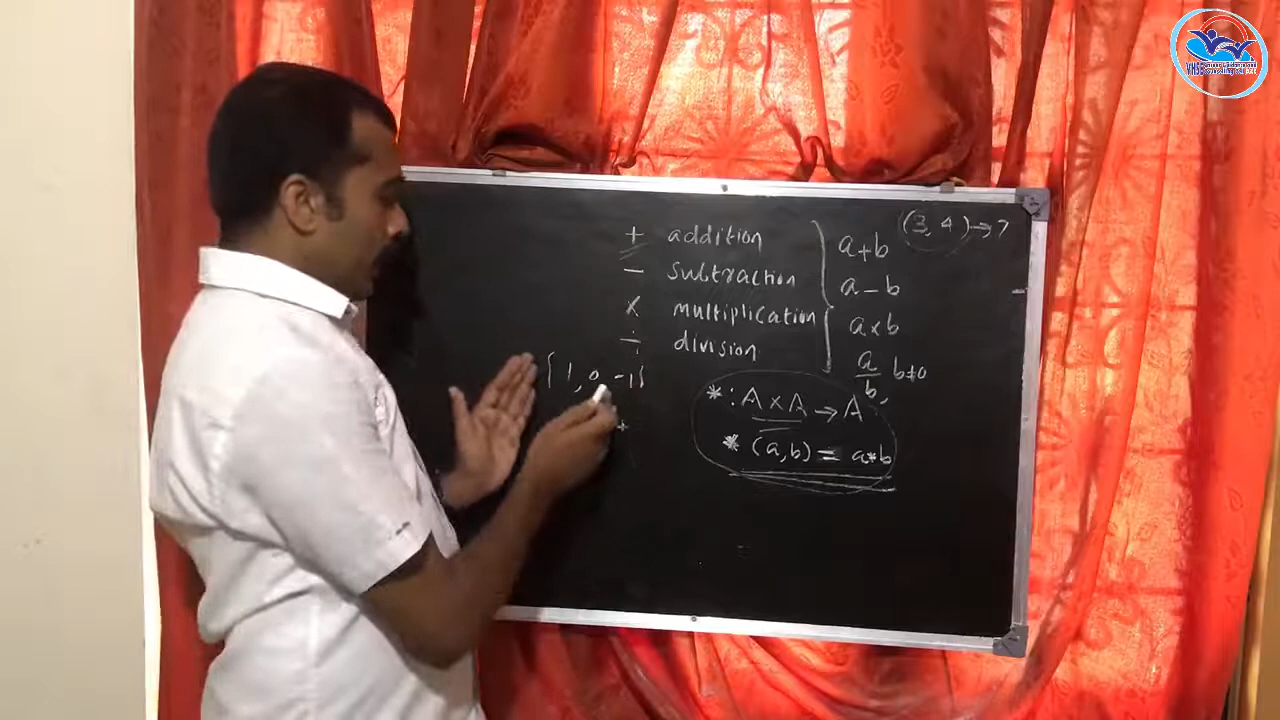 (3, 4) → 7
+ addition a+b
− subtraction a − b
× multiplication a×b
÷ division a/b, b≠0
{1, 0, -1}
* : A × A → A
+
* (a,b) = a*b